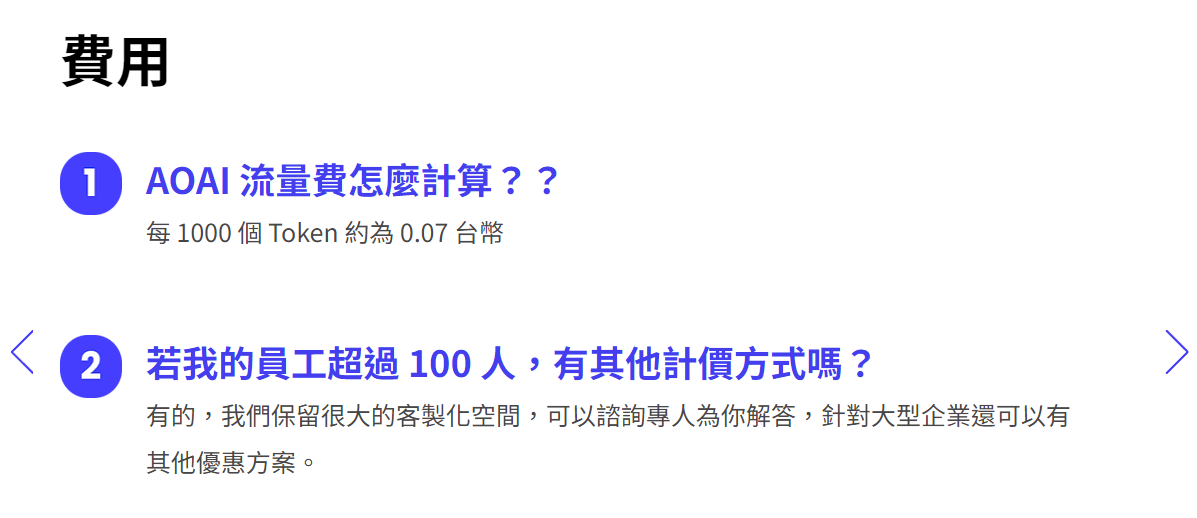 費用
1
AOAI 流量費怎麼計算？？
每 1000 個 Token 約為 0.07 台幣
2
若我的員工超過 100 人，有其他計價方式嗎？
有的，我們保留很大的客製化空間，可以諮詢專人為你解答，針對大型企業還可以有
其他優惠方案。